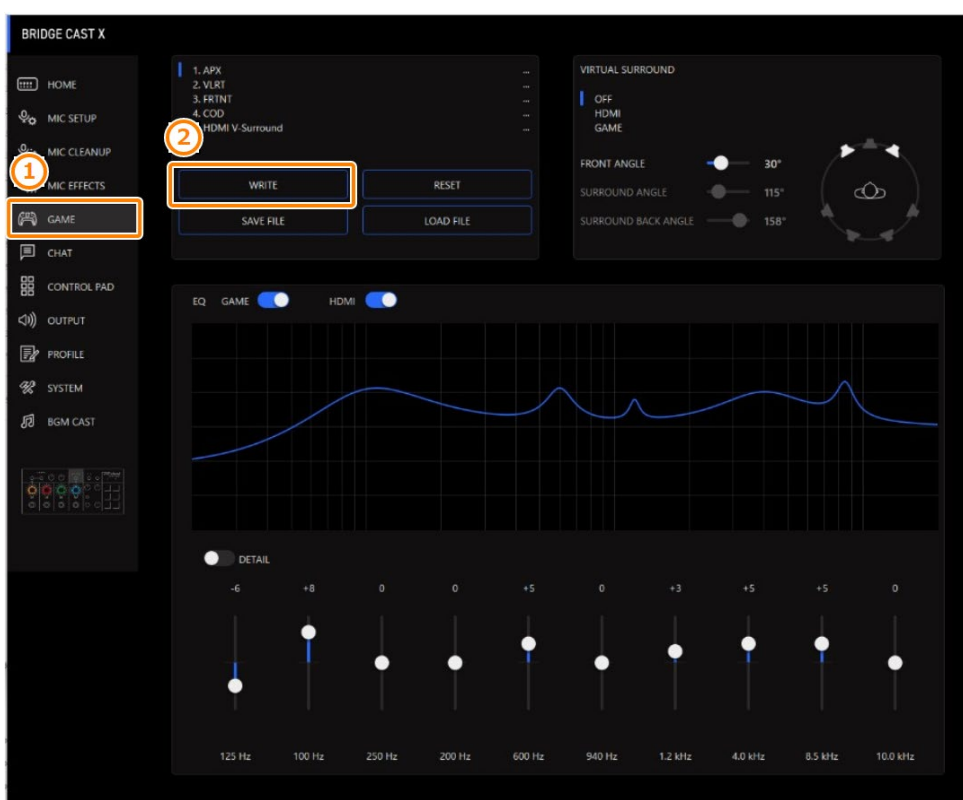 BRIDGE CAST X
HOME
MIC SETUP
MIC CLEANUP
1
MIC EFFECTS
GAME
CHAT
CONTROL PAD
OUTPUT
PROFILE
SYSTEM
BGM CAST
1. APX ...
2. VLRT ...
3. FRTNT ...
4. COD ...
HDMI V-Surround ...
2
WRITE RESET
SAVE FILE LOAD FILE
VIRTUAL SURROUND
OFF
HDMI
GAME
FRONT ANGLE 30°
SURROUND ANGLE 115°
SURROUND BACK ANGLE 158°
EQ GAME HDMI
DETAIL
-6 +8 0 0 +5 0 +3 +5 +5 0
125 Hz 100 Hz 250 Hz 200 Hz 600 Hz 940 Hz 1.2 kHz 4.0 kHz 8.5 kHz 10.0 kHz